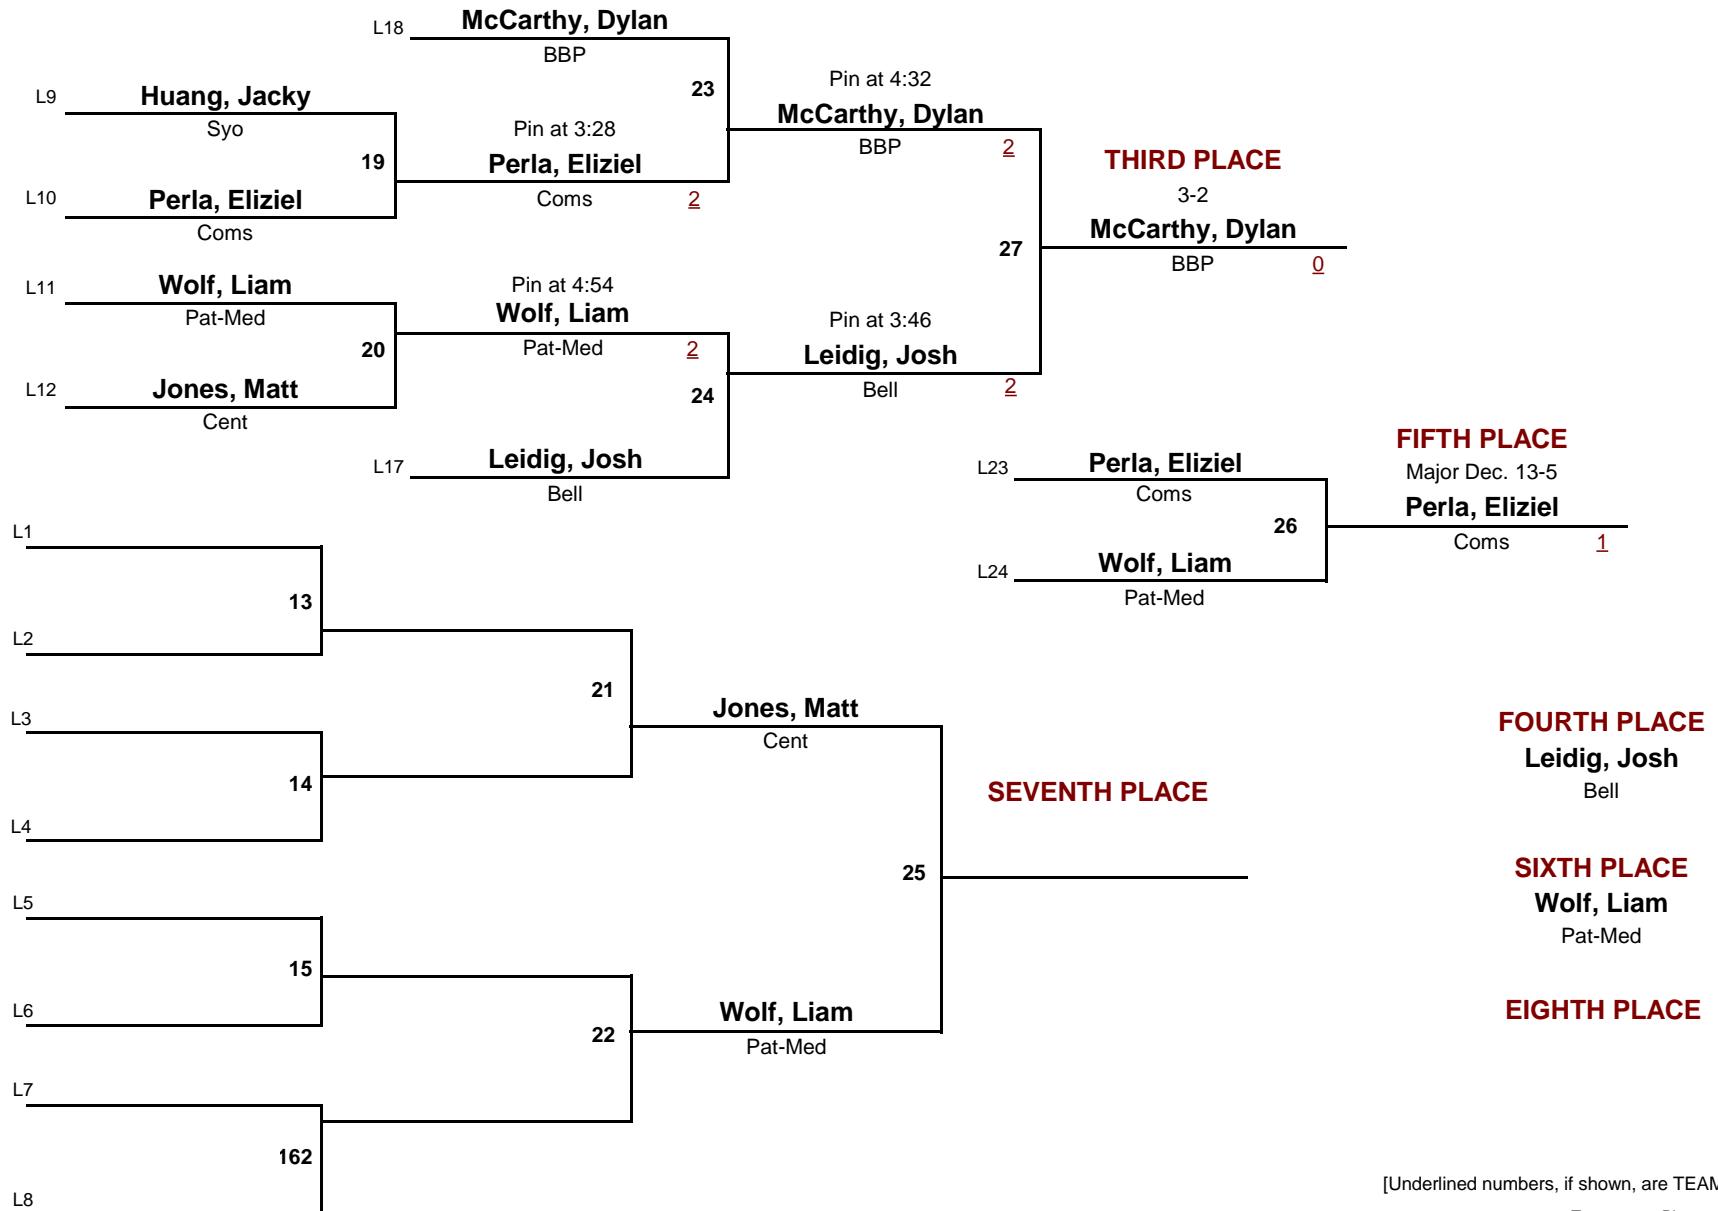 L18 McCarthy, Dylan
BBP
23
L9 Huang, Jacky
Syo
19
Pin at 3:28
Perla, Eliziel
Coms 2
L10 Perla, Eliziel
Coms
Pin at 4:32
McCarthy, Dylan
BBP 2
THIRD PLACE
3-2
McCarthy, Dylan
BBP 0
27
L11 Wolf, Liam
Pat-Med
20
Pin at 4:54
Wolf, Liam
Pat-Med 2
L12 Jones, Matt
Cent
24
Pin at 3:46
Leidig, Josh
Bell 2
L17 Leidig, Josh
Bell
L23 Perla, Eliziel
Coms
26
L24 Wolf, Liam
Pat-Med
FIFTH PLACE
Major Dec. 13-5
Perla, Eliziel
Coms 1
L1
13
L2
21
L3
14
L4
Jones, Matt
Cent
SEVENTH PLACE
25
L5
15
L6
22
Wolf, Liam
Pat-Med
L7
162
L8
FOURTH PLACE
Leidig, Josh
Bell
SIXTH PLACE
Wolf, Liam
Pat-Med
EIGHTH PLACE
[Underlined numbers, if shown, are TEAM